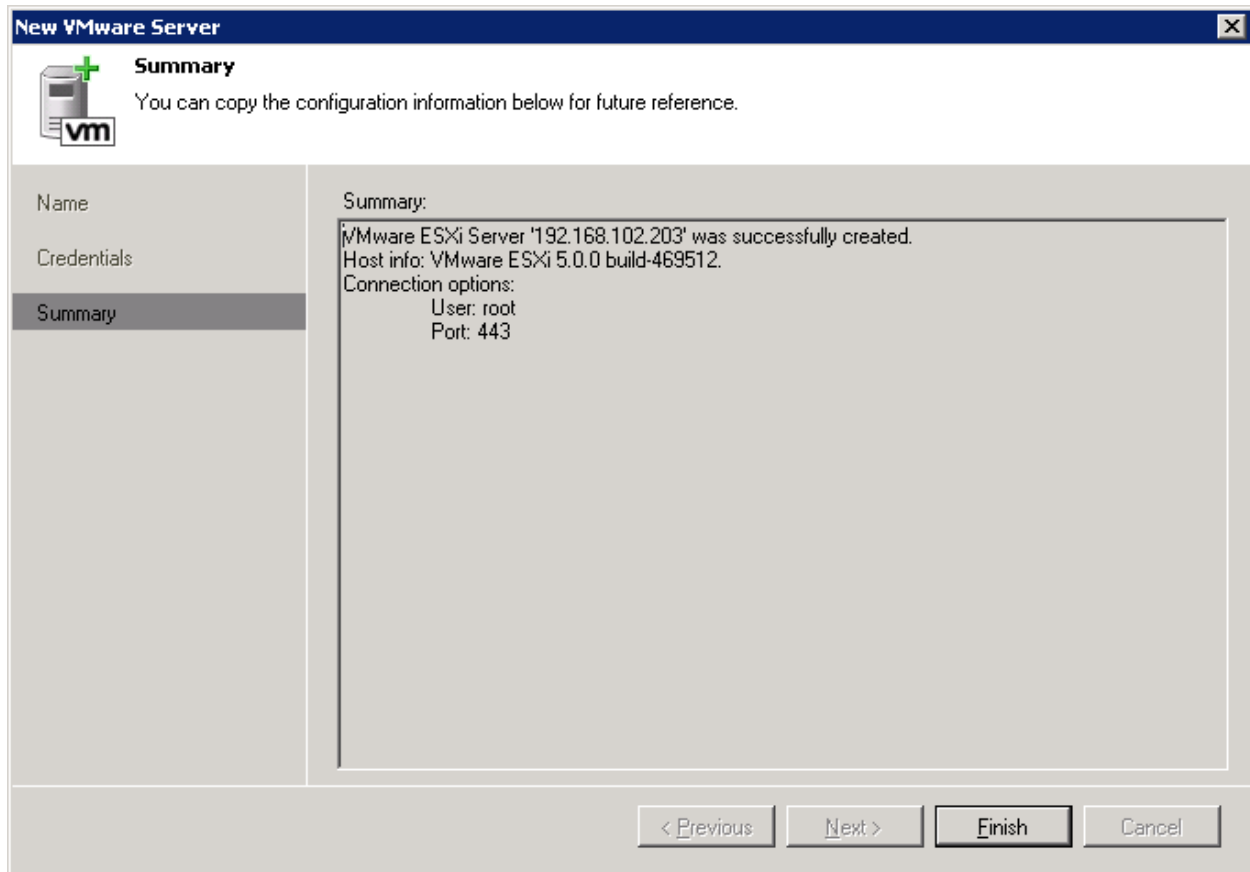 New VMware Server
Summary
You can copy the configuration information below for future reference.
vm
Name
Credentials
Summary
Summary:
VMware ESXi Server '192.168.102.203' was successfully created.
Host info: VMware ESXi 5.0.0 build-469512.
Connection options:
User: root
Port: 443
< Previous
Next >
Finish
Cancel